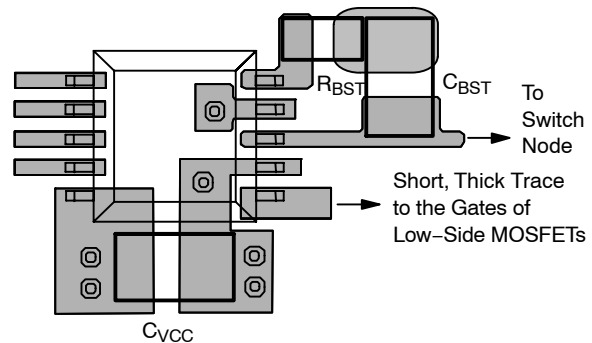 R_BST
C_BST
To
Switch
Node
Short, Thick Trace
to the Gates of
Low−Side MOSFETs
C_VCC